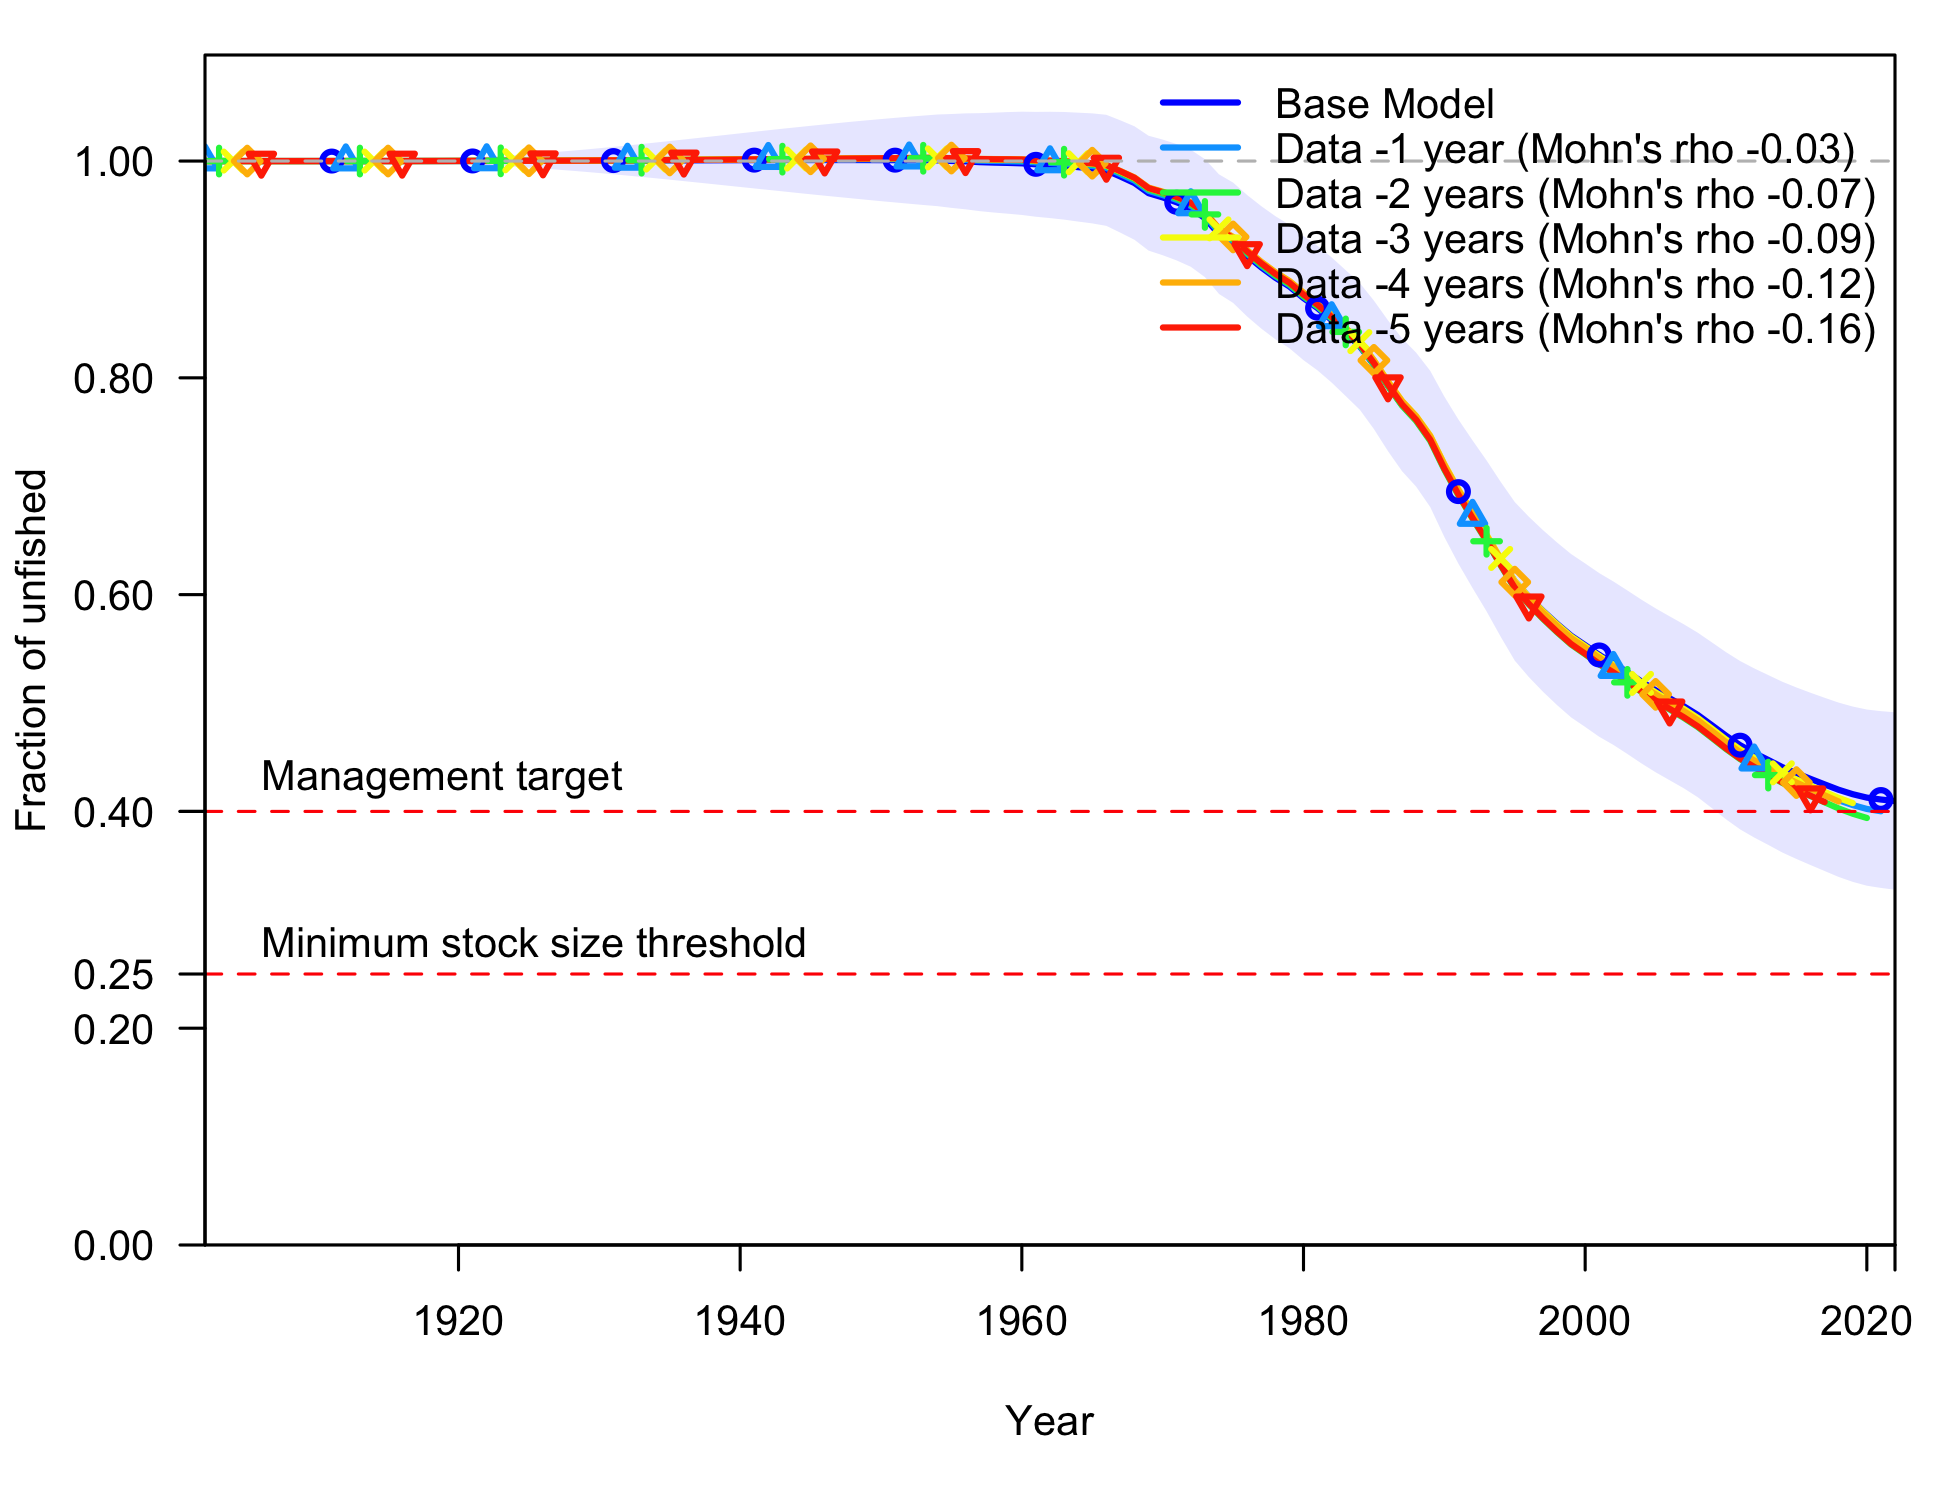 Base Model
Data -1 year (Mohn's rho -0.03)
Data -2 years (Mohn's rho -0.07)
Data -3 years (Mohn's rho -0.09)
Data -4 years (Mohn's rho -0.12)
Data -5 years (Mohn's rho -0.16)
1.00
0.80
0.60
0.40
0.25
0.20
0.00
Fraction of unfished
Management target
Minimum stock size threshold
1920 1940 1960 1980 2000 2020
Year